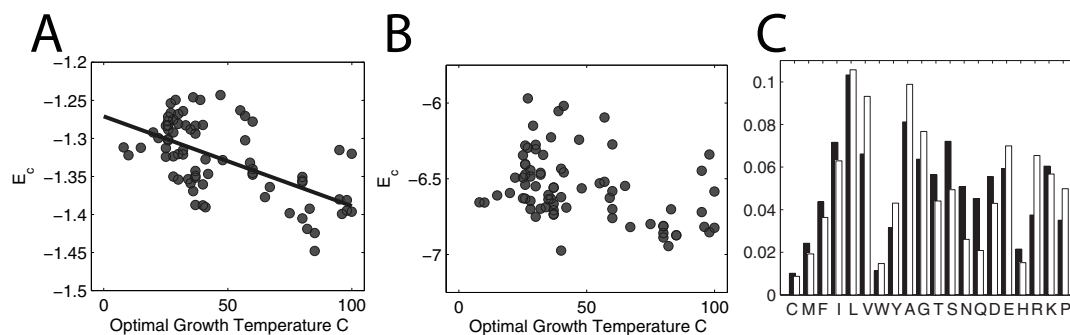 A
B
C
−1.2
−1.25
−1.3
−1.35
−1.4
−1.5
E_c
0
50
100
Optimal Growth Temperature C
−6
−6.5
−7
E_c
0
50
100
Optimal Growth Temperature C
0.1
0.08
0.06
0.04
0.02
0
CMFILVWYAGTSNQDEHRKP